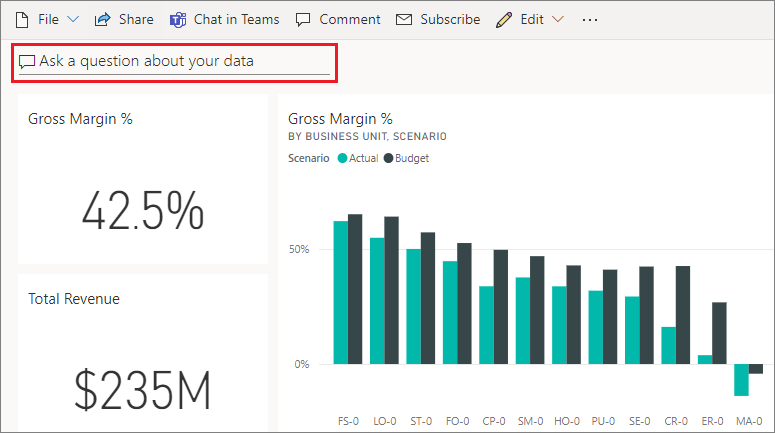 File Share Chat in Teams Comment Subscribe Edit ...
Ask a question about your data
Gross Margin %
42.5%
Total Revenue
$235M
Gross Margin %
BY BUSINESS UNIT, SCENARIO
Scenario Actual Budget
50%
0%
FS-0 LO-0 ST-0 FO-0 CP-0 SM-0 HO-0 PU-0 SE-0 CR-0 ER-0 MA-0